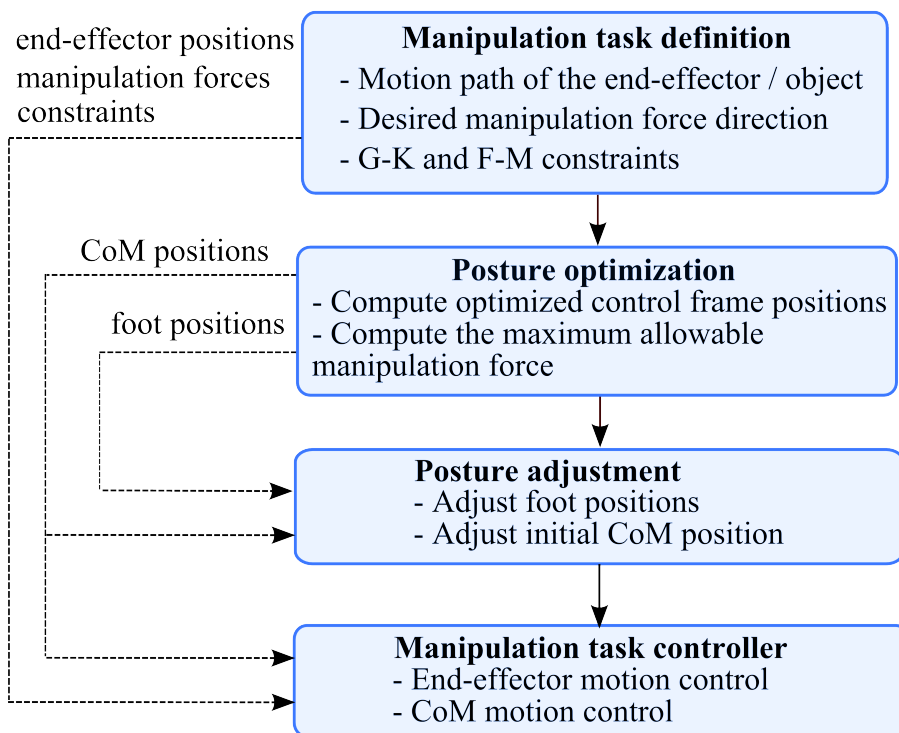 end-effector positions
manipulation forces
constraints
Manipulation task definition
- Motion path of the end-effector / object
- Desired manipulation force direction
- G-K and F-M constraints
CoM positions
foot positions
Posture optimization
- Compute optimized control frame positions
- Compute the maximum allowable
manipulation force
Posture adjustment
- Adjust foot positions
- Adjust initial CoM position
Manipulation task controller
- End-effector motion control
- CoM motion control